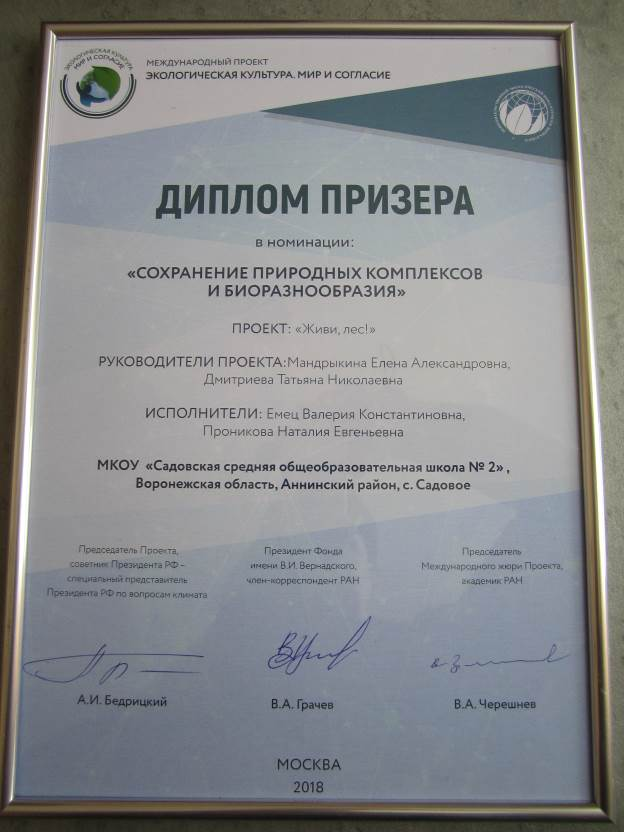 ЭКОЛОГИЧЕСКАЯ КУЛЬТУРА
МИР И СОГЛАСИЕ
МЕЖДУНАРОДНЫЙ ПРОЕКТ
ЭКОЛОГИЧЕСКАЯ КУЛЬТУРА. МИР И СОГЛАСИЕ
ДИПЛОМ ПРИЗЕРА
в номинации:
«СОХРАНЕНИЕ ПРИРОДНЫХ КОМПЛЕКСОВ
И БИОРАЗНООБРАЗИЯ»
ПРОЕКТ: «Живи, лес!»
РУКОВОДИТЕЛИ ПРОЕКТА:Мандрыкина Елена Александровна,
Дмитриева Татьяна Николаевна
ИСПОЛНИТЕЛИ: Емец Валерия Константиновна,
Проникова Наталия Евгеньевна
МКОУ «Садовская средняя общеобразовательная школа № 2» ,
Воронежская область, Аннинский район, с. Садовое
Председатель Проекта,
советник Президента РФ –
специальный представитель
Президента РФ по вопросам климата
А.И. Бедрицкий
Президент Фонда
имени В.И. Вернадского,
член-корреспондент РАН
В.А. Грачев
Председатель
Международного жюри Проекта,
академик РАН
В.А. Черешнев
МОСКВА
2018